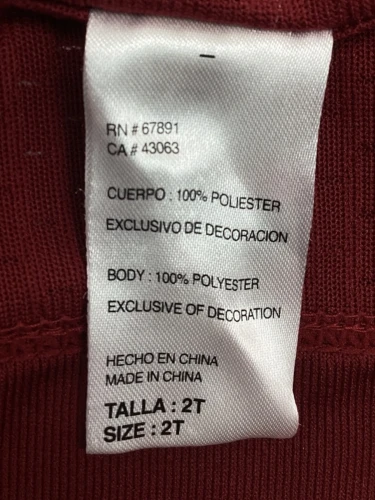 RN # 67891
CA # 43063
CUERPO : 100% POLIESTER
EXCLUSIVO DE DECORACION
BODY : 100% POLYESTER
EXCLUSIVE OF DECORATION
HECHO EN CHINA
MADE IN CHINA
TALLA : 2T
SIZE : 2T